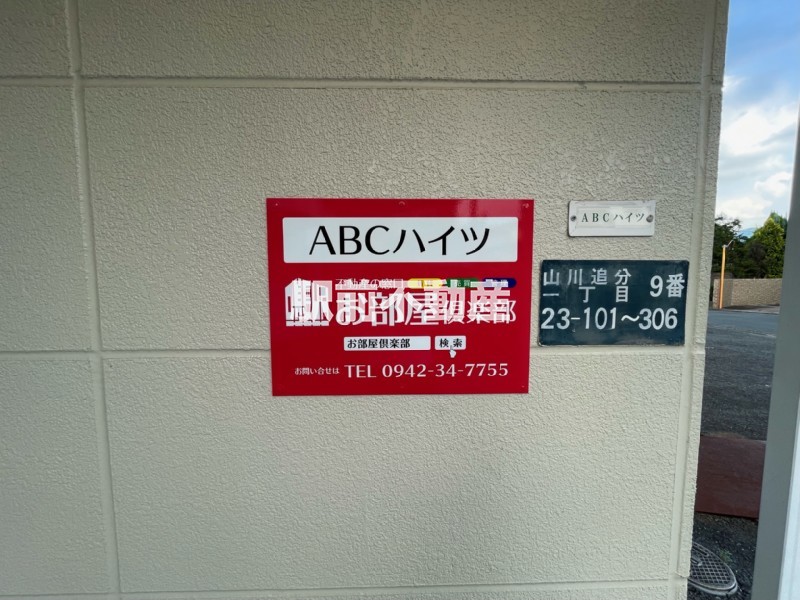 ABCハイツ
お部屋倶楽部
お部屋倶楽部 検索
お問い合せは TEL 0942-34-7755
ABCハイツ
山川追分
一丁目 9番
23-101〜306